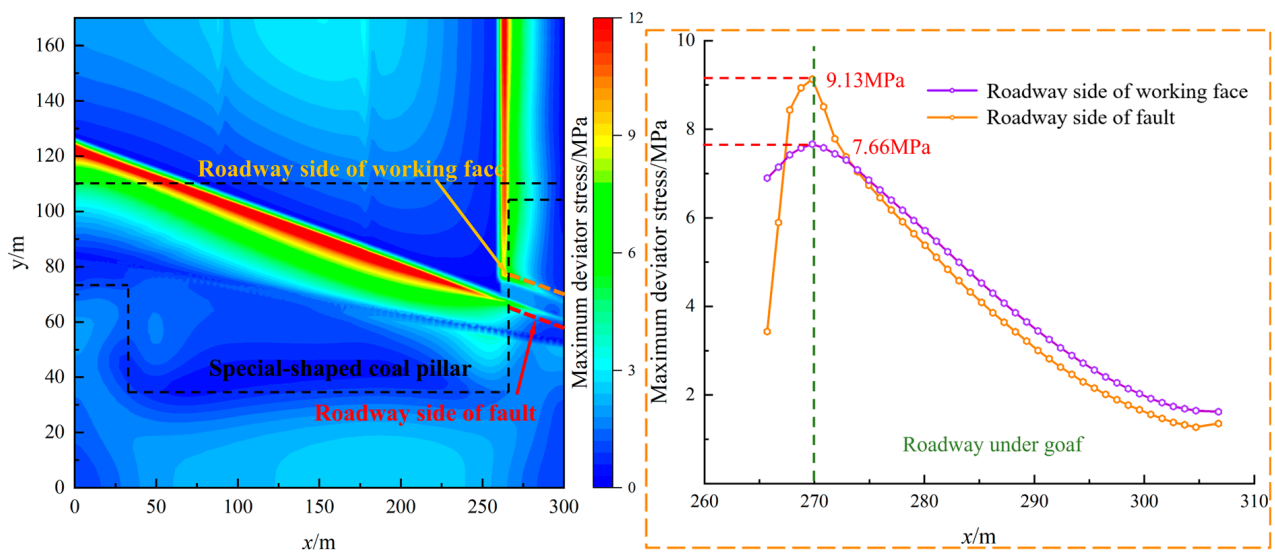 170
160
140
120
100
80
60
40
20
0
y/m
0
50
100
150
200
250
300
x/m
Roadway side of working face
Special-shaped coal pillar
Roadway side of fault
12
9
6
3
0
Maximum deviator stress/MPa
10
8
6
4
2
Maximum deviator stress/MPa
9.13MPa
7.66MPa
Roadway side of working face
Roadway side of fault
Roadway under goaf
260
270
280
290
300
310
x/m